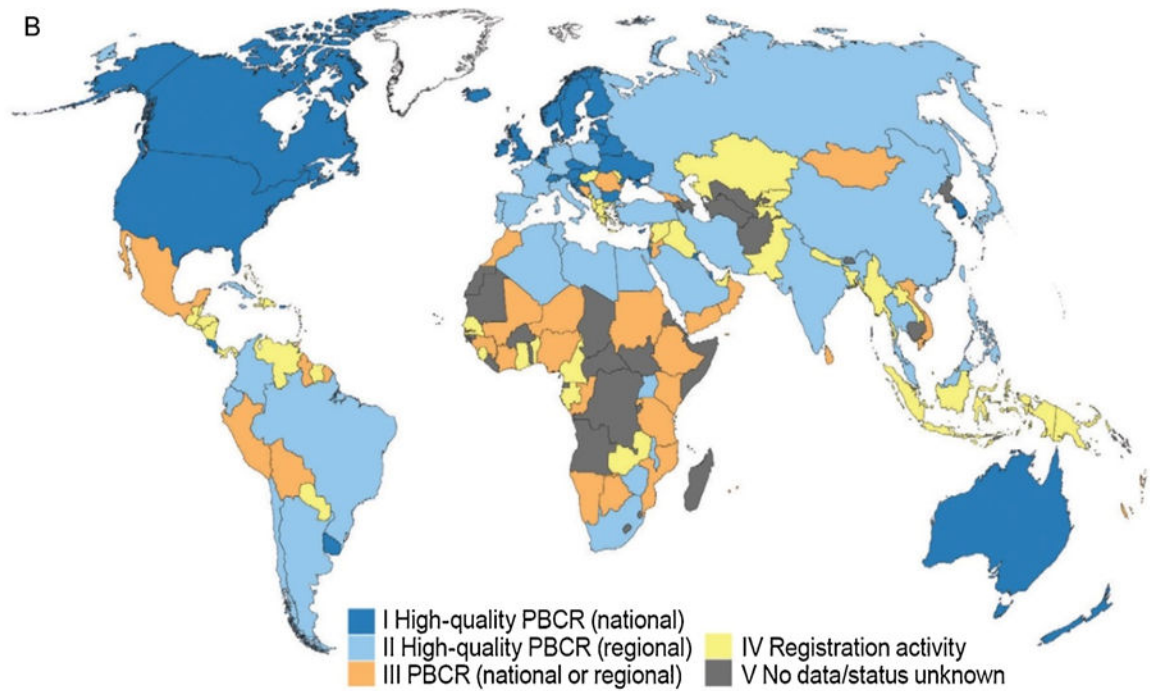 B
I High-quality PBCR (national)
II High-quality PBCR (regional)
III PBCR (national or regional)
IV Registration activity
V No data/status unknown